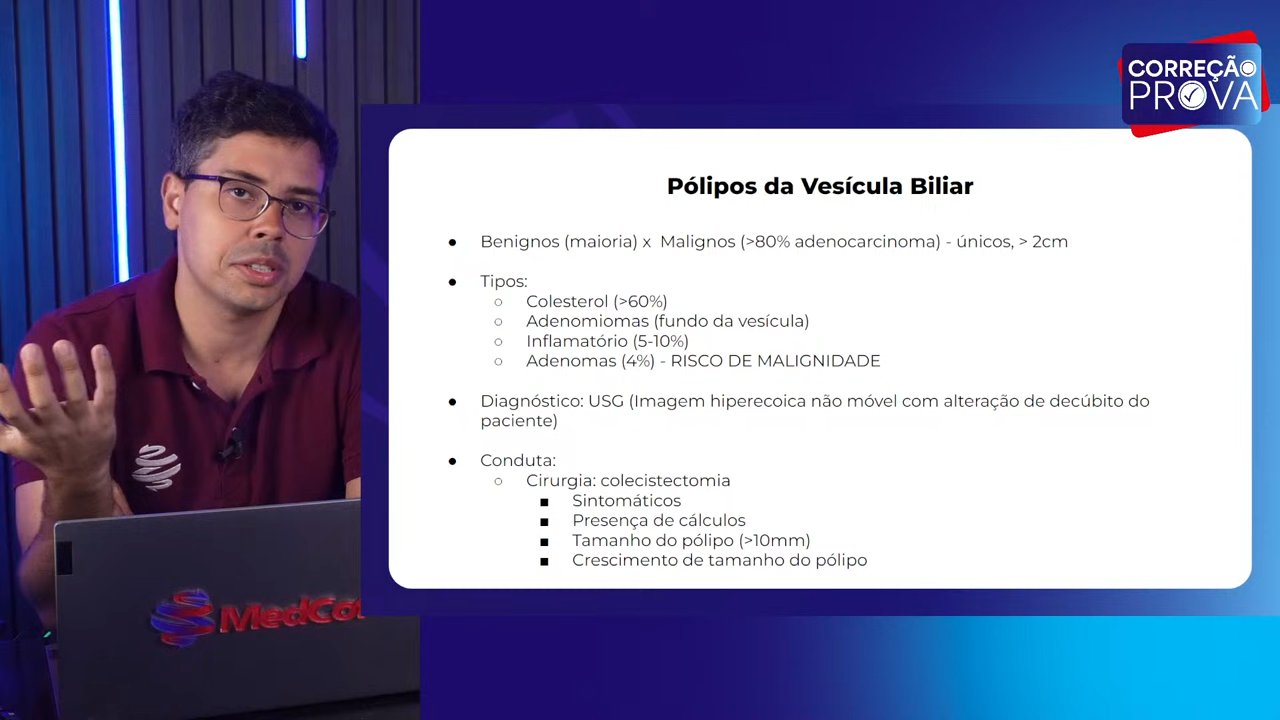 CORREÇÃO
PROVA
Pólipos da Vesícula Biliar
● Benignos (maioria) x Malignos (>80% adenocarcinoma) - únicos, > 2cm
● Tipos:
○ Colesterol (>60%)
○ Adenomiomas (fundo da vesícula)
○ Inflamatório (5-10%)
○ Adenomas (4%) - RISCO DE MALIGNIDADE
● Diagnóstico: USG (Imagem hiperecoica não móvel com alteração de decúbito do
paciente)
● Conduta:
○ Cirurgia: colecistectomia
■ Sintomáticos
■ Presença de cálculos
■ Tamanho do pólipo (>10mm)
■ Crescimento de tamanho do pólipo